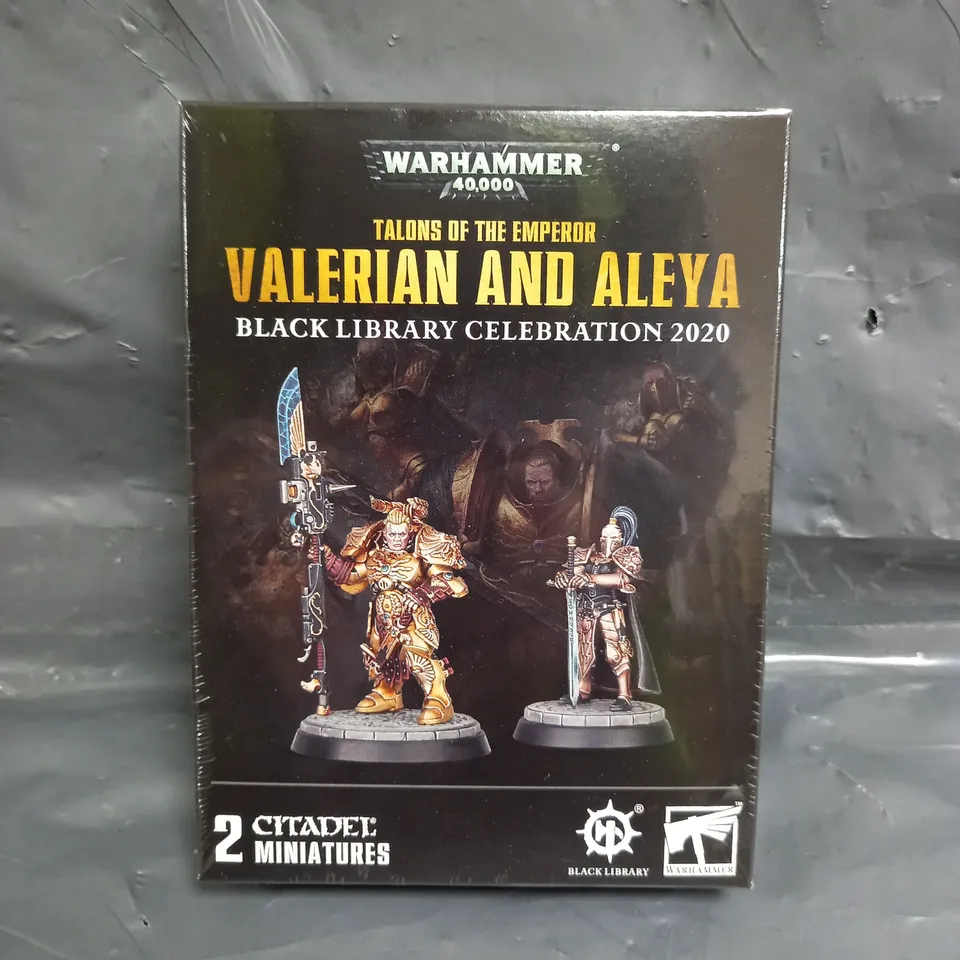 WARHAMMER®
40,000
TALONS OF THE EMPEROR
VALERIAN AND ALEYA
BLACK LIBRARY CELEBRATION 2020
2 CITADEL®
MINIATURES
®
BLACK LIBRARY
™
WARHAMMER